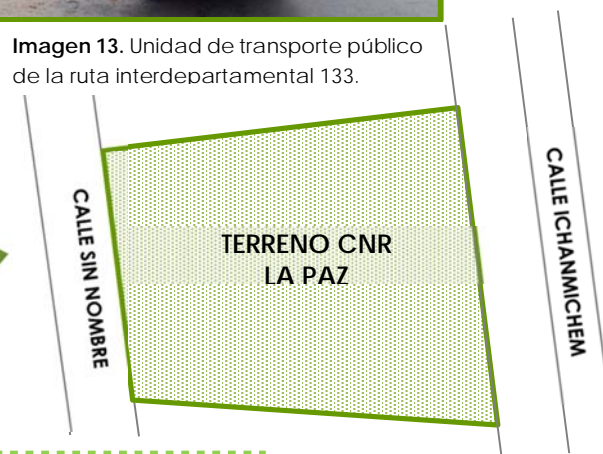 Imagen 13. Unidad de transporte público
de la ruta interdepartamental 133.
CALLE SIN NOMBRE
TERRENO CNR
LA PAZ
CALLE ICHANMICHEM